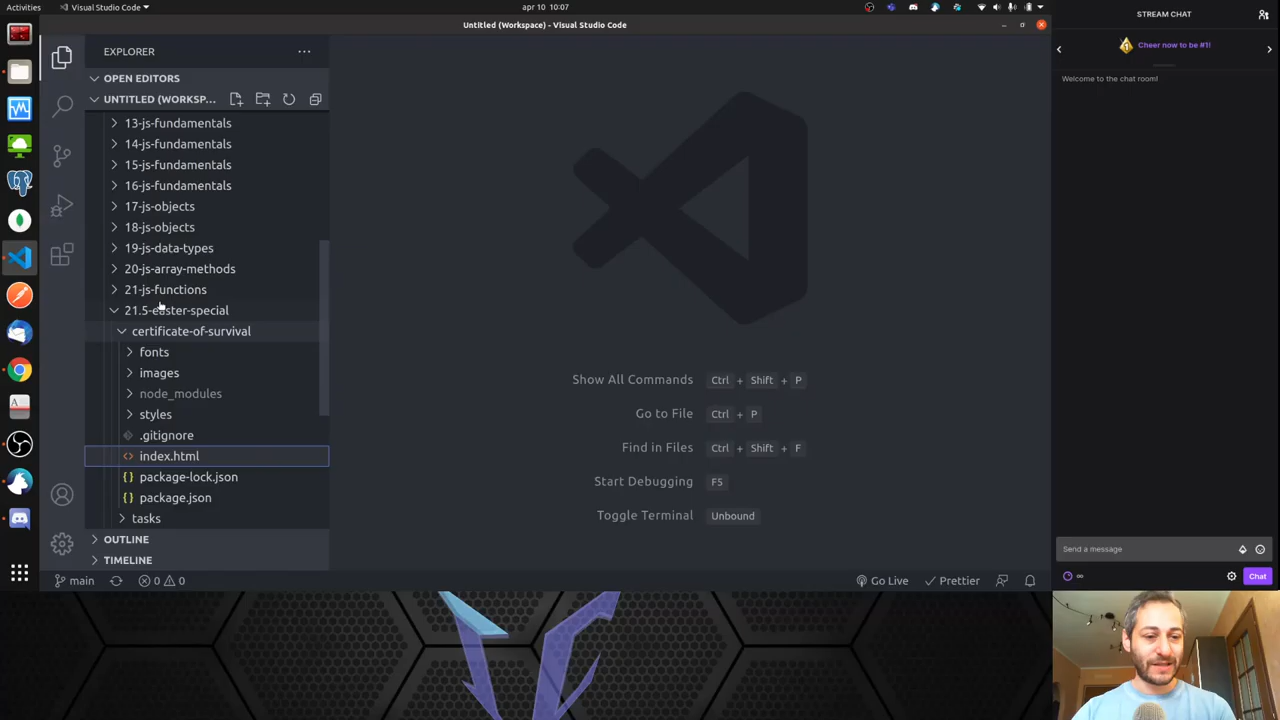 Activities
Visual Studio Code
apr 10 10:07
Untitled (Workspace) - Visual Studio Code
EXPLORER
OPEN EDITORS
UNTITLED (WORKSP...
13-js-fundamentals
14-js-fundamentals
15-js-fundamentals
16-js-fundamentals
17-js-objects
18-js-objects
19-js-data-types
20-js-array-methods
21-js-functions
21.5-easter-special
certificate-of-survival
fonts
images
node_modules
styles
.gitignore
index.html
package-lock.json
package.json
tasks
OUTLINE
TIMELINE
main
0 0
Show All Commands Ctrl + Shift + P
Go to File Ctrl + P
Find in Files Ctrl + Shift + F
Start Debugging F5
Toggle Terminal Unbound
Go Live
Prettier
STREAM CHAT
1 Cheer now to be #1!
Welcome to the chat room!
Send a message
∞
Chat